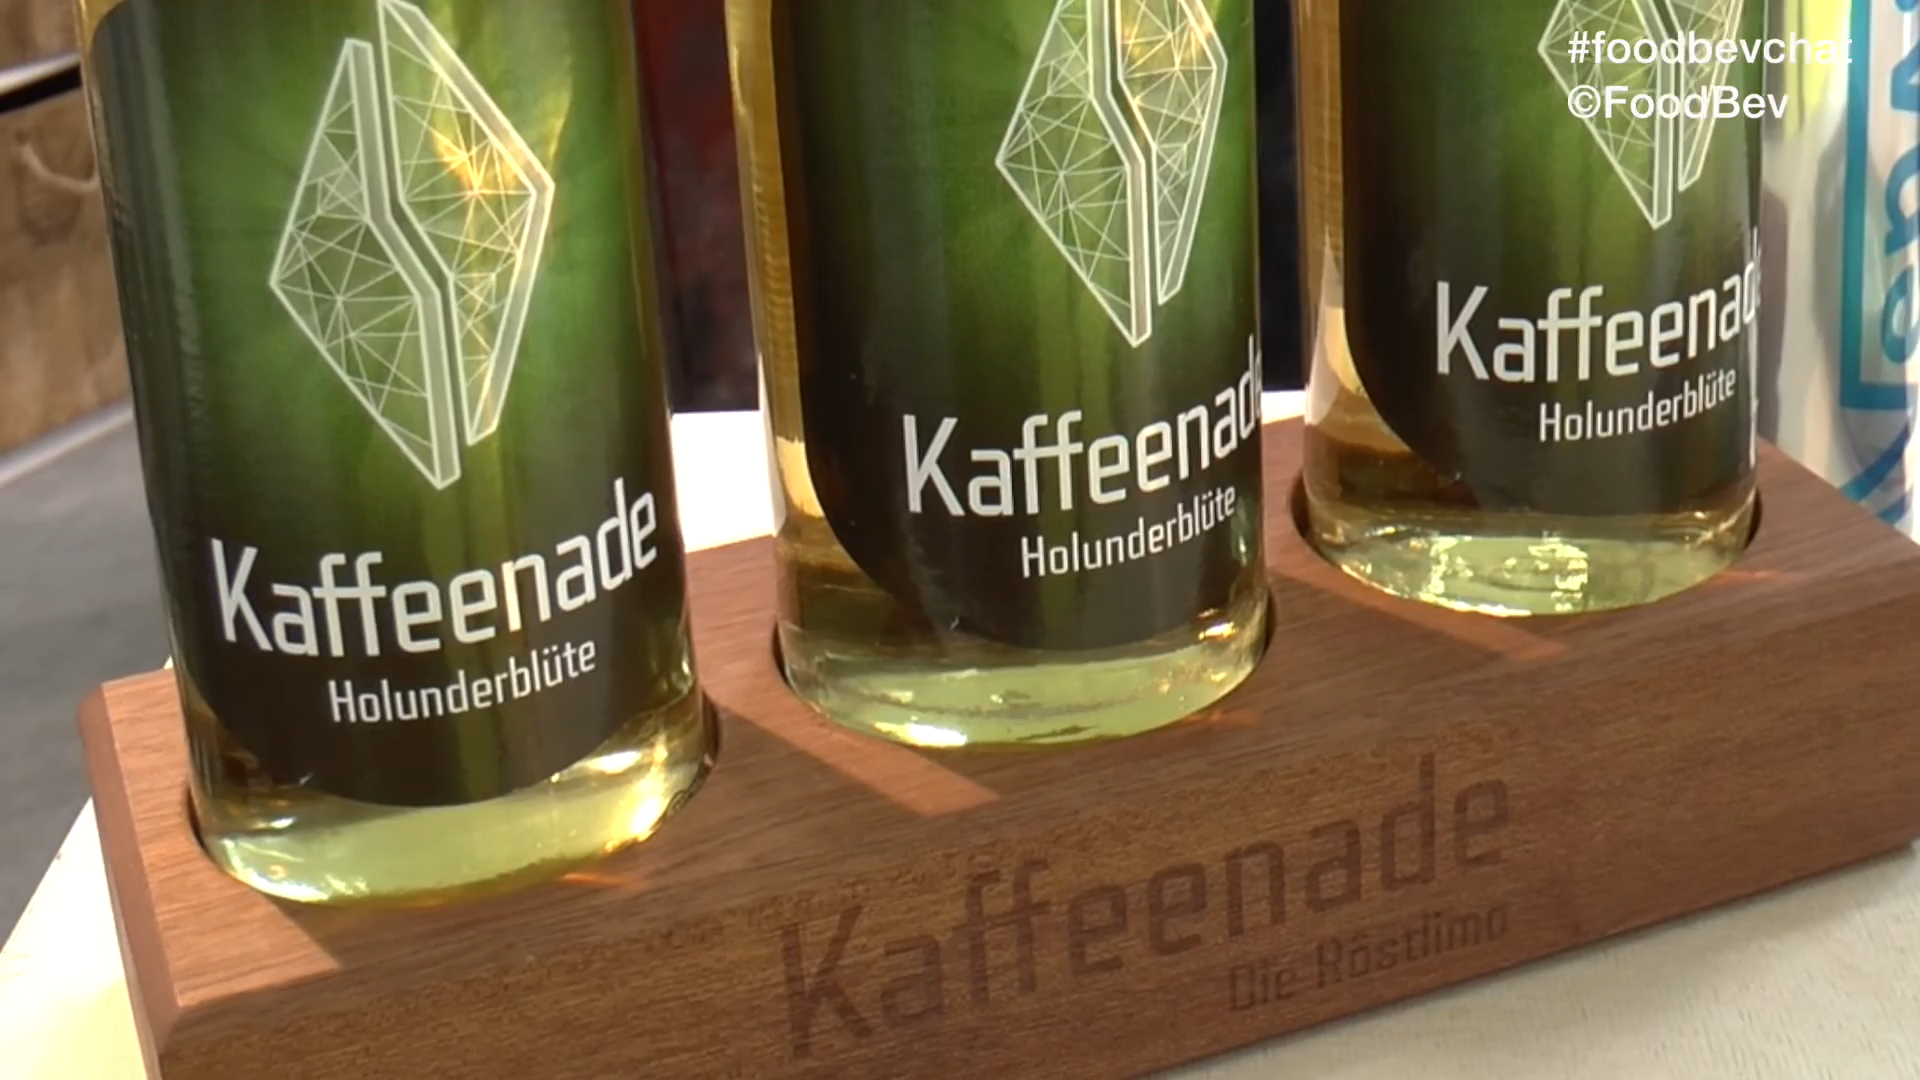 #foodbevchat
©FoodBev
Kaffeenade
Holunderblüte
Kaffeenade
Holunderblüte
Kaffeenade
Holunderblüte
Kaffeenade
Die Röstlimo